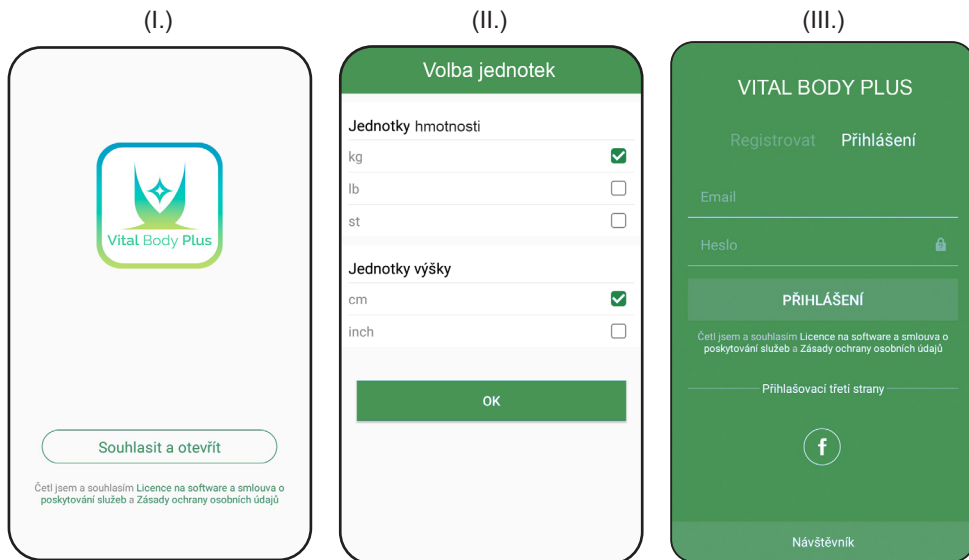 (I.)
Vital Body Plus
Souhlasit a otevřít
Četl jsem a souhlasím Licence na software a smlouva o
poskytování služeb a Zásady ochrany osobních údajů
(II.)
Volba jednotek
Jednotky hmotnosti
kg
lb
st
Jednotky výšky
cm
inch
OK
(III.)
VITAL BODY PLUS
Registrovat Přihlášení
Email
Heslo
PŘIHLÁŠENÍ
Četl jsem a souhlasím Licence na software a smlouva o
poskytování služeb a Zásady ochrany osobních údajů
Přihlašovací třetí strany
f
Návštěvník